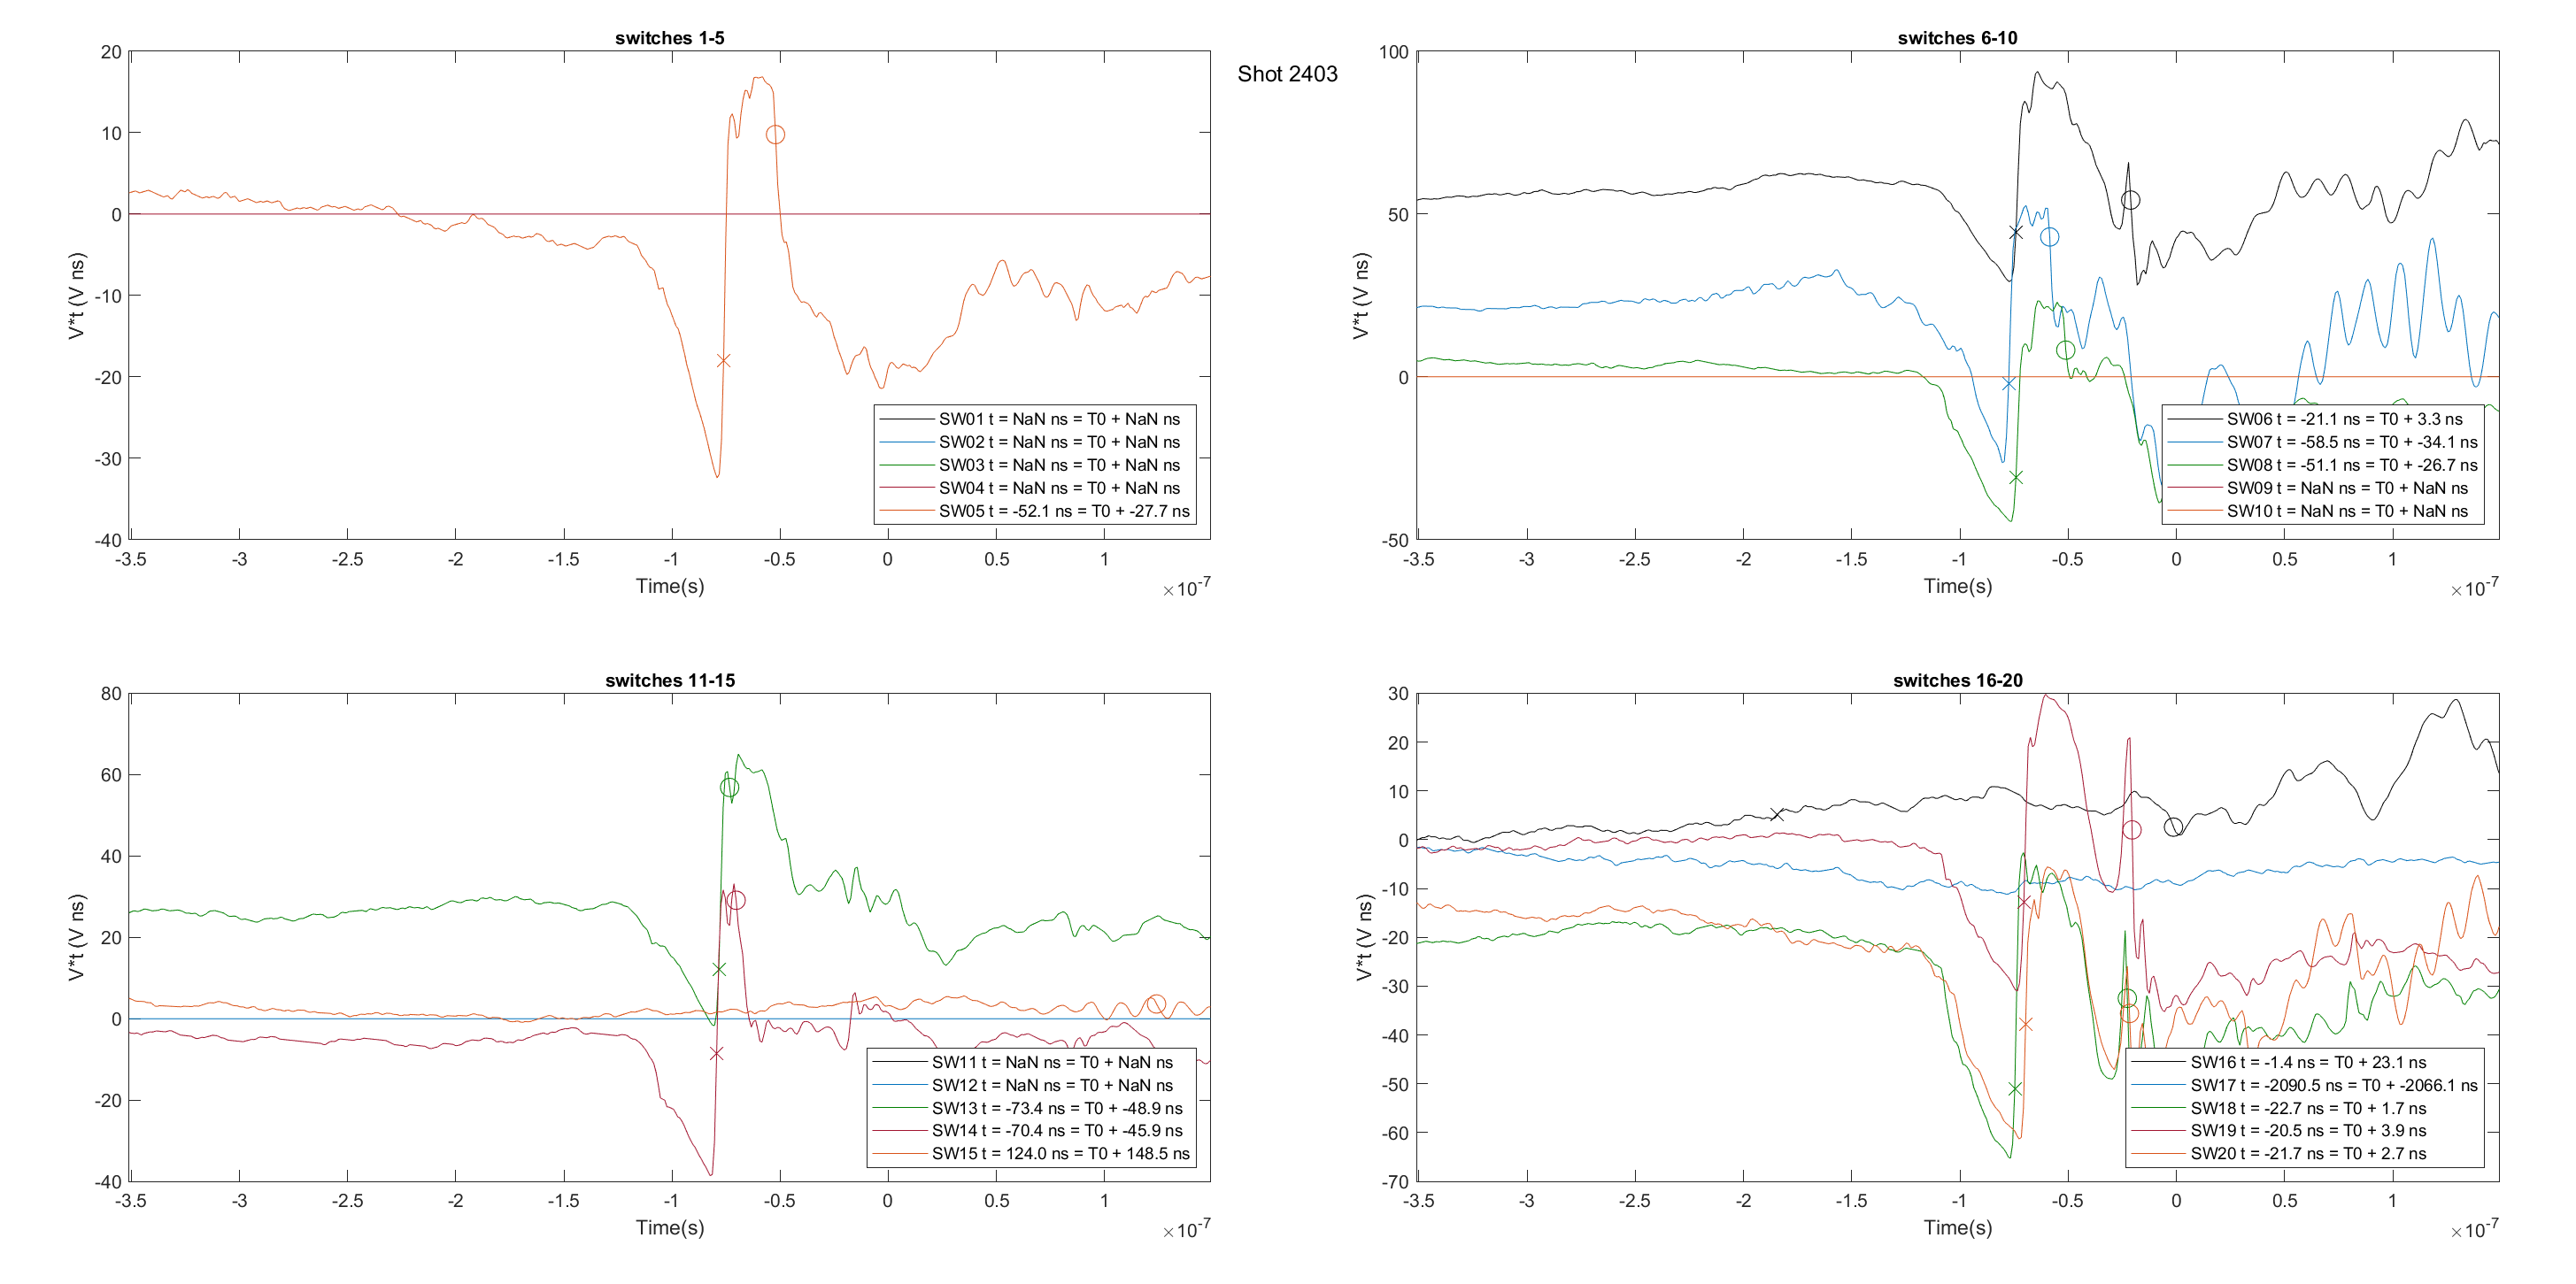 Shot 2403
switches 1-5
20
10
0
-10
-20
-30
-40
V*t (V ns)
-3.5 -3 -2.5 -2 -1.5 -1 -0.5 0 0.5 1
Time(s)
×10-7
SW01 t = NaN ns = T0 + NaN ns
SW02 t = NaN ns = T0 + NaN ns
SW03 t = NaN ns = T0 + NaN ns
SW04 t = NaN ns = T0 + NaN ns
SW05 t = -52.1 ns = T0 + -27.7 ns
switches 6-10
100
50
0
-50
V*t (V ns)
-3.5 -3 -2.5 -2 -1.5 -1 -0.5 0 0.5 1
Time(s)
×10-7
SW06 t = -21.1 ns = T0 + 3.3 ns
SW07 t = -58.5 ns = T0 + -34.1 ns
SW08 t = -51.1 ns = T0 + -26.7 ns
SW09 t = NaN ns = T0 + NaN ns
SW10 t = NaN ns = T0 + NaN ns
switches 11-15
80
60
40
20
0
-20
-40
V*t (V ns)
-3.5 -3 -2.5 -2 -1.5 -1 -0.5 0 0.5 1
Time(s)
×10-7
SW11 t = NaN ns = T0 + NaN ns
SW12 t = NaN ns = T0 + NaN ns
SW13 t = -73.4 ns = T0 + -48.9 ns
SW14 t = -70.4 ns = T0 + -45.9 ns
SW15 t = 124.0 ns = T0 + 148.5 ns
switches 16-20
30
20
10
0
-10
-20
-30
-40
-50
-60
-70
V*t (V ns)
-3.5 -3 -2.5 -2 -1.5 -1 -0.5 0 0.5 1
Time(s)
×10-7
SW16 t = -1.4 ns = T0 + 23.1 ns
SW17 t = -2090.5 ns = T0 + -2066.1 ns
SW18 t = -22.7 ns = T0 + 1.7 ns
SW19 t = -20.5 ns = T0 + 3.9 ns
SW20 t = -21.7 ns = T0 + 2.7 ns